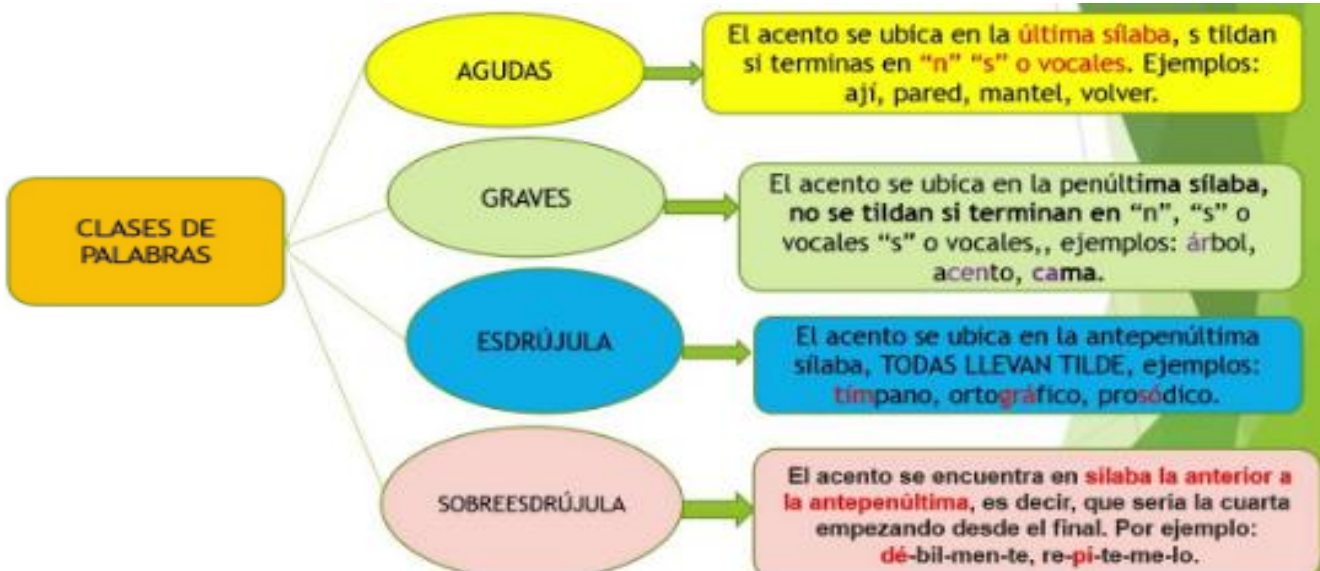 CLASES DE
PALABRAS
AGUDAS
El acento se ubica en la última sílaba, s tildan
si terminas en “n” “s” o vocales. Ejemplos:
ají, pared, mantel, volver.
GRAVES
El acento se ubica en la penúltima sílaba,
no se tildan si terminan en “n”, “s” o
vocales “s” o vocales,, ejemplos: árbol,
acento, cama.
ESDRÚJULA
El acento se ubica en la antepenúltima
sílaba, TODAS LLEVAN TILDE, ejemplos:
tímpano, ortográfico, prosódico.
SOBREESDRÚJULA
El acento se encuentra en sílaba la anterior a
la antepenúltima, es decir, que sería la cuarta
empezando desde el final. Por ejemplo:
dé-bil-men-te, re-pi-te-me-lo.